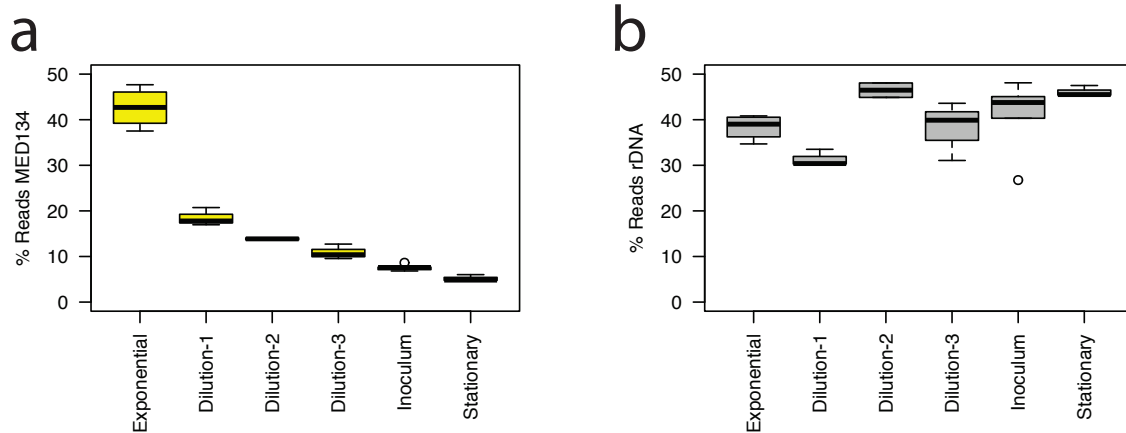 a
% Reads MED134
50
40
30
20
10
0
Exponential
Dilution-1
Dilution-2
Dilution-3
Inoculum
Stationary
b
% Reads rDNA
50
40
30
20
10
0
Exponential
Dilution-1
Dilution-2
Dilution-3
Inoculum
Stationary